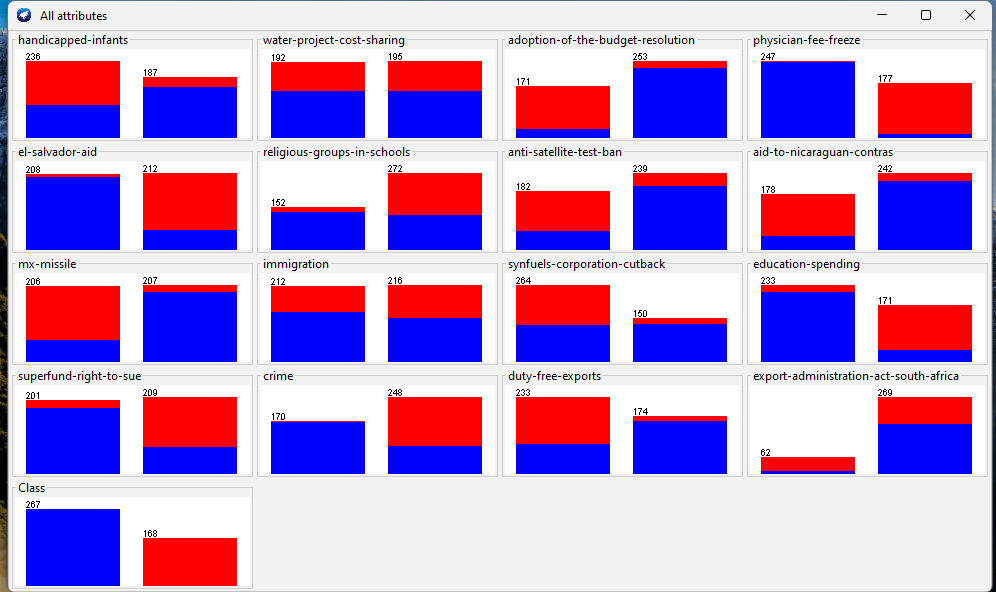 All attributes
handicapped-infants
236 187
water-project-cost-sharing
192 195
adoption-of-the-budget-resolution
171 253
physician-fee-freeze
247 177
el-salvador-aid
208 212
religious-groups-in-schools
152 272
anti-satellite-test-ban
182 239
aid-to-nicaraguan-contras
178 242
mx-missile
206 207
immigration
212 216
synfuels-corporation-cutback
264 150
education-spending
233 171
superfund-right-to-sue
201 209
crime
170 248
duty-free-exports
233 174
export-administration-act-south-africa
62 269
Class
267 168